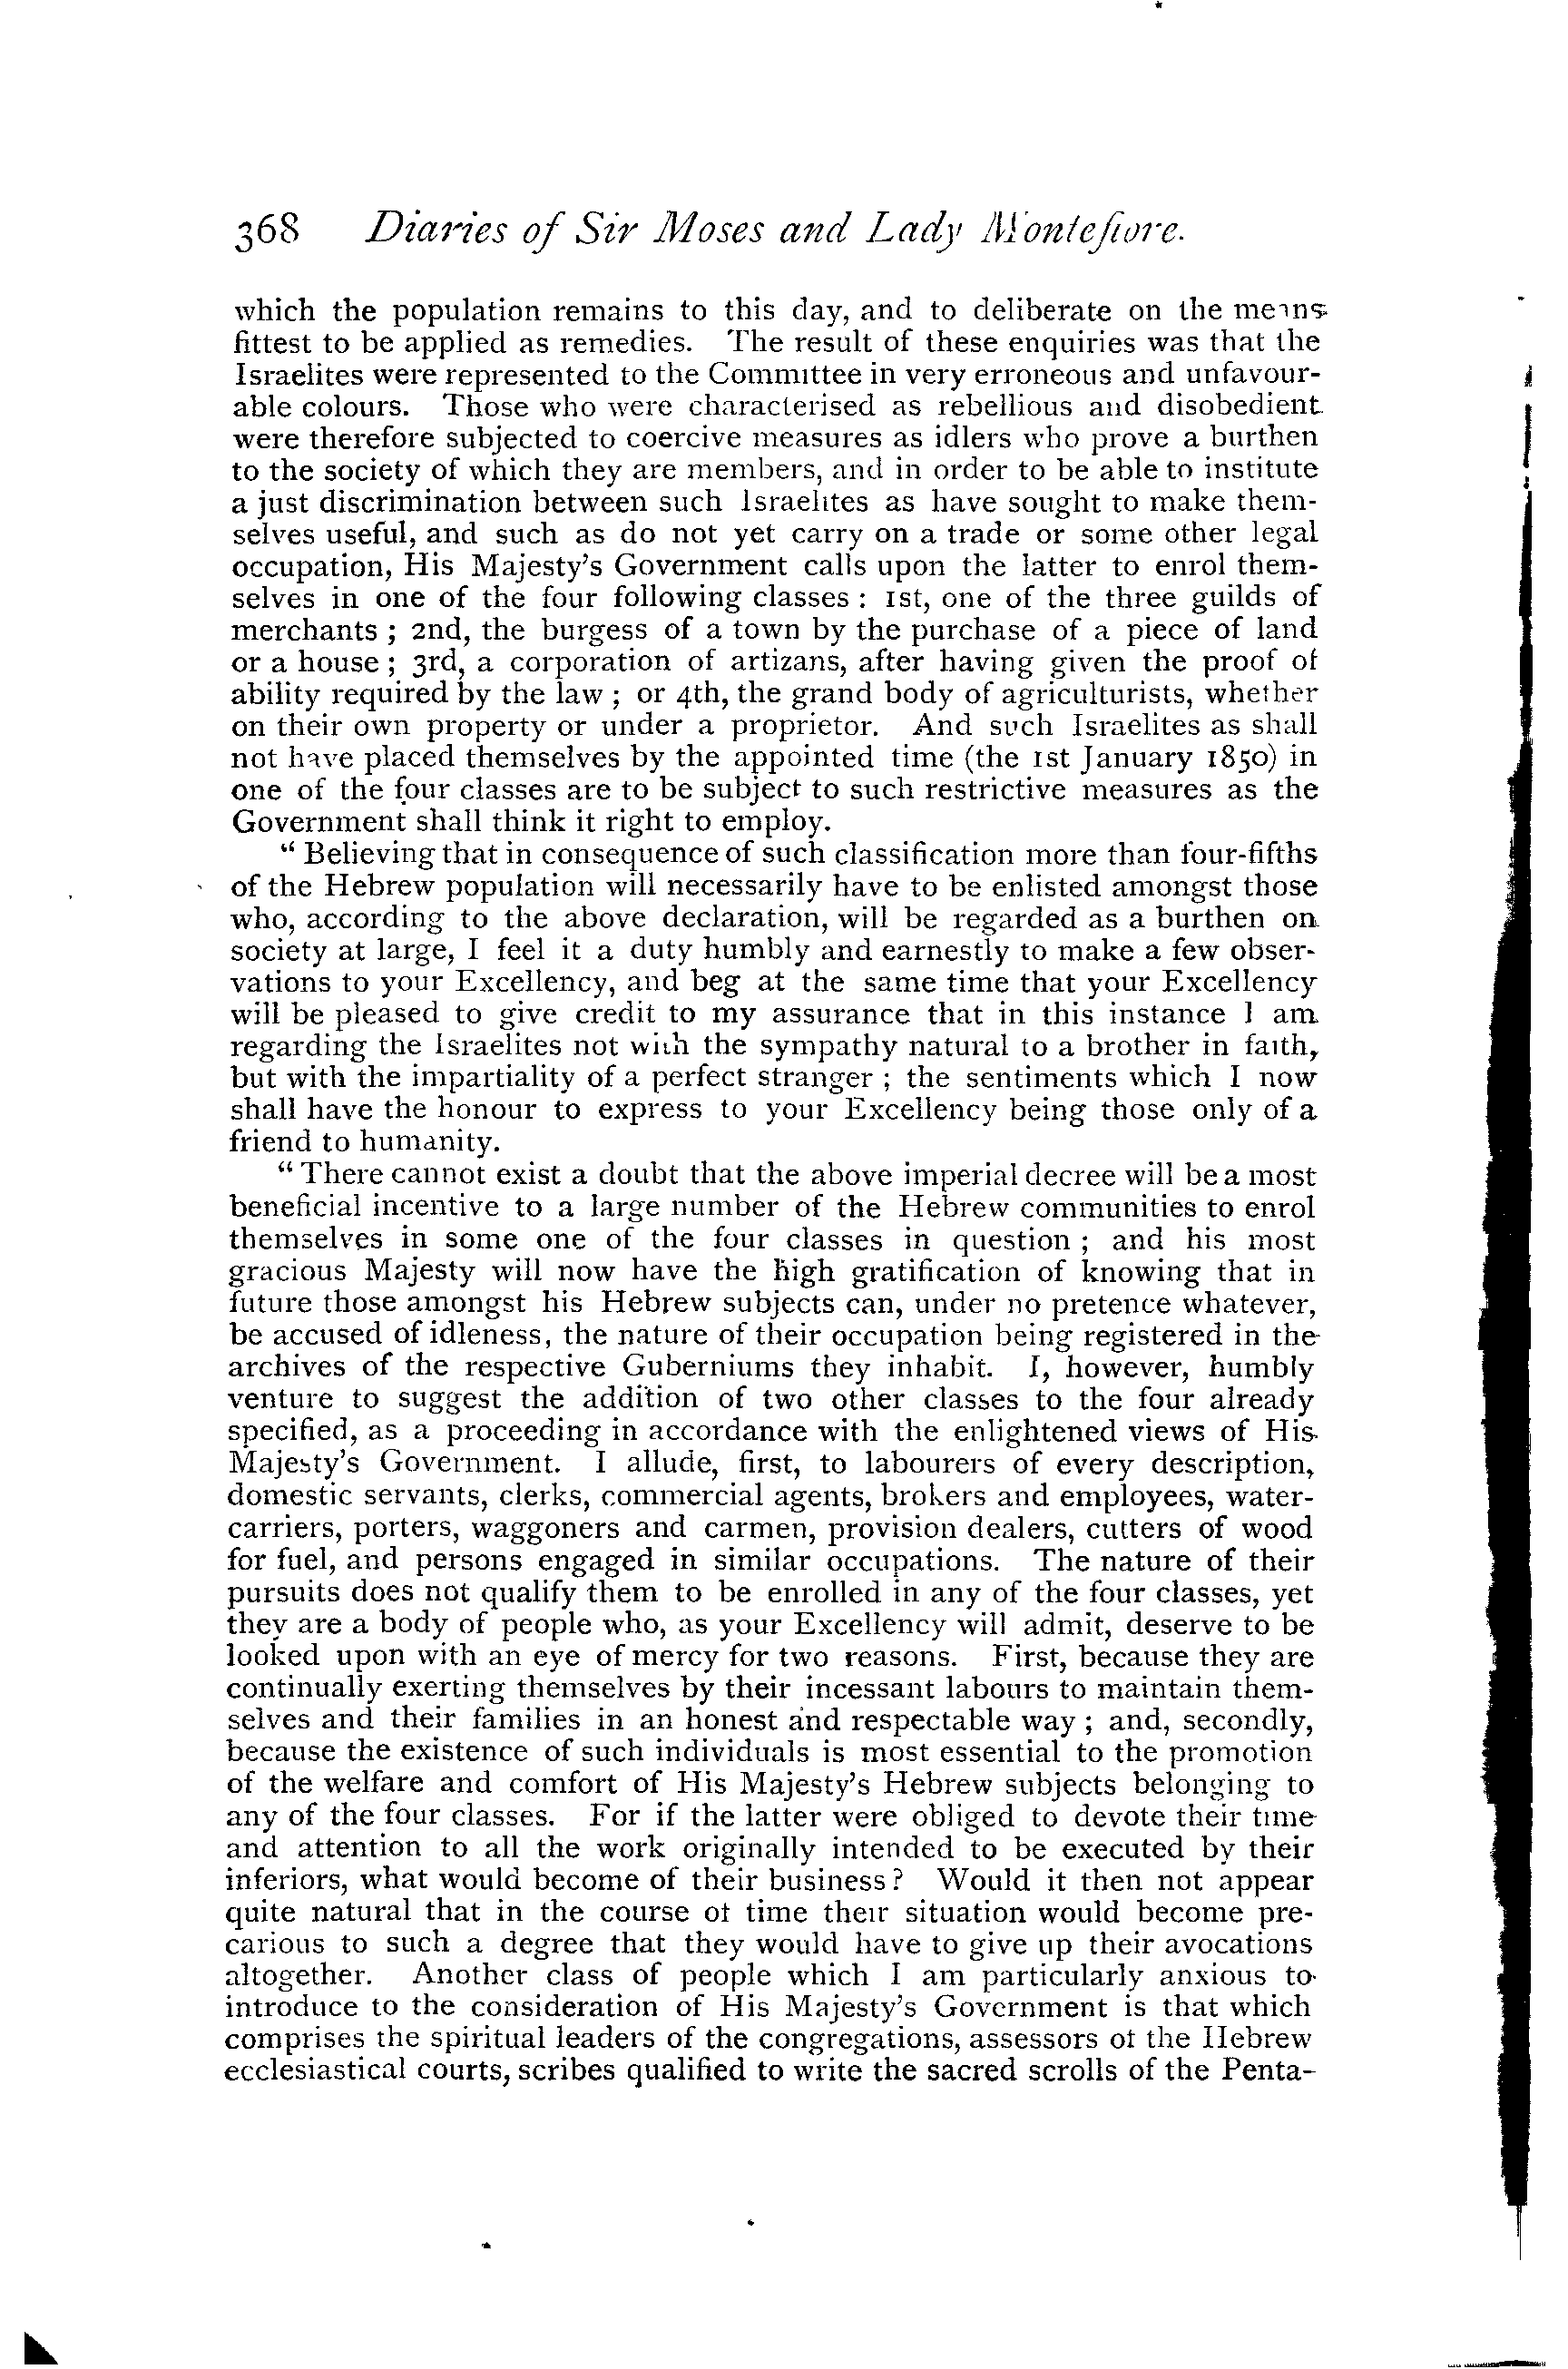 368 Diaries of Sir Moses and Lady Montefiore.
which the population remains to this day, and to deliberate on the means
fittest to be applied as remedies. The result of these enquiries was that the
Israelites were represented to the Committee in very erroneous and unfavour-
able colours. Those who were characterised as rebellious and disobedient
were therefore subjected to coercive measures as idlers who prove a burthen
to the society of which they are members, and in order to be able to institute
a just discrimination between such Israelites as have sought to make them-
selves useful, and such as do not yet carry on a trade or some other legal
occupation, His Majesty's Government calls upon the latter to enrol them-
selves in one of the four following classes : 1st, one of the three guilds of
merchants ; 2nd, the burgess of a town by the purchase of a piece of land
or a house ; 3rd, a corporation of artizans, after having given the proof of
ability required by the law ; or 4th, the grand body of agriculturists, whether
on their own property or under a proprietor. And such Israelites as shall
not have placed themselves by the appointed time (the 1st January 1850) in
one of the four classes are to be subject to such restrictive measures as the
Government shall think it right to employ.
" Believing that in consequence of such classification more than four-fifths
of the Hebrew population will necessarily have to be enlisted amongst those
who, according to the above declaration, will be regarded as a burthen on
society at large, I feel it a duty humbly and earnestly to make a few obser-
vations to your Excellency, and beg at the same time that your Excellency
will be pleased to give credit to my assurance that in this instance I am
regarding the Israelites not with the sympathy natural to a brother in faith,
but with the impartiality of a perfect stranger ; the sentiments which I now
shall have the honour to express to your Excellency being those only of a
friend to humanity.
" There cannot exist a doubt that the above imperial decree will be a most
beneficial incentive to a large number of the Hebrew communities to enrol
themselves in some one of the four classes in question ; and his most
gracious Majesty will now have the high gratification of knowing that in
future those amongst his Hebrew subjects can, under no pretence whatever,
be accused of idleness, the nature of their occupation being registered in the
archives of the respective Guberniums they inhabit. I, however, humbly
venture to suggest the addition of two other classes to the four already
specified, as a proceeding in accordance with the enlightened views of His
Majesty's Government. I allude, first, to labourers of every description,
domestic servants, clerks, commercial agents, brokers and employees, water-
carriers, porters, waggoners and carmen, provision dealers, cutters of wood
for fuel, and persons engaged in similar occupations. The nature of their
pursuits does not qualify them to be enrolled in any of the four classes, yet
they are a body of people who, as your Excellency will admit, deserve to be
looked upon with an eye of mercy for two reasons. First, because they are
continually exerting themselves by their incessant labours to maintain them-
selves and their families in an honest and respectable way ; and, secondly,
because the existence of such individuals is most essential to the promotion
of the welfare and comfort of His Majesty's Hebrew subjects belonging to
any of the four classes. For if the latter were obliged to devote their time
and attention to all the work originally intended to be executed by their
inferiors, what would become of their business ? Would it then not appear
quite natural that in the course of time their situation would become pre-
carious to such a degree that they would have to give up their avocations
altogether. Another class of people which I am particularly anxious to
introduce to the consideration of His Majesty's Government is that which
comprises the spiritual leaders of the congregations, assessors of the Hebrew
ecclesiastical courts, scribes qualified to write the sacred scrolls of the Penta-